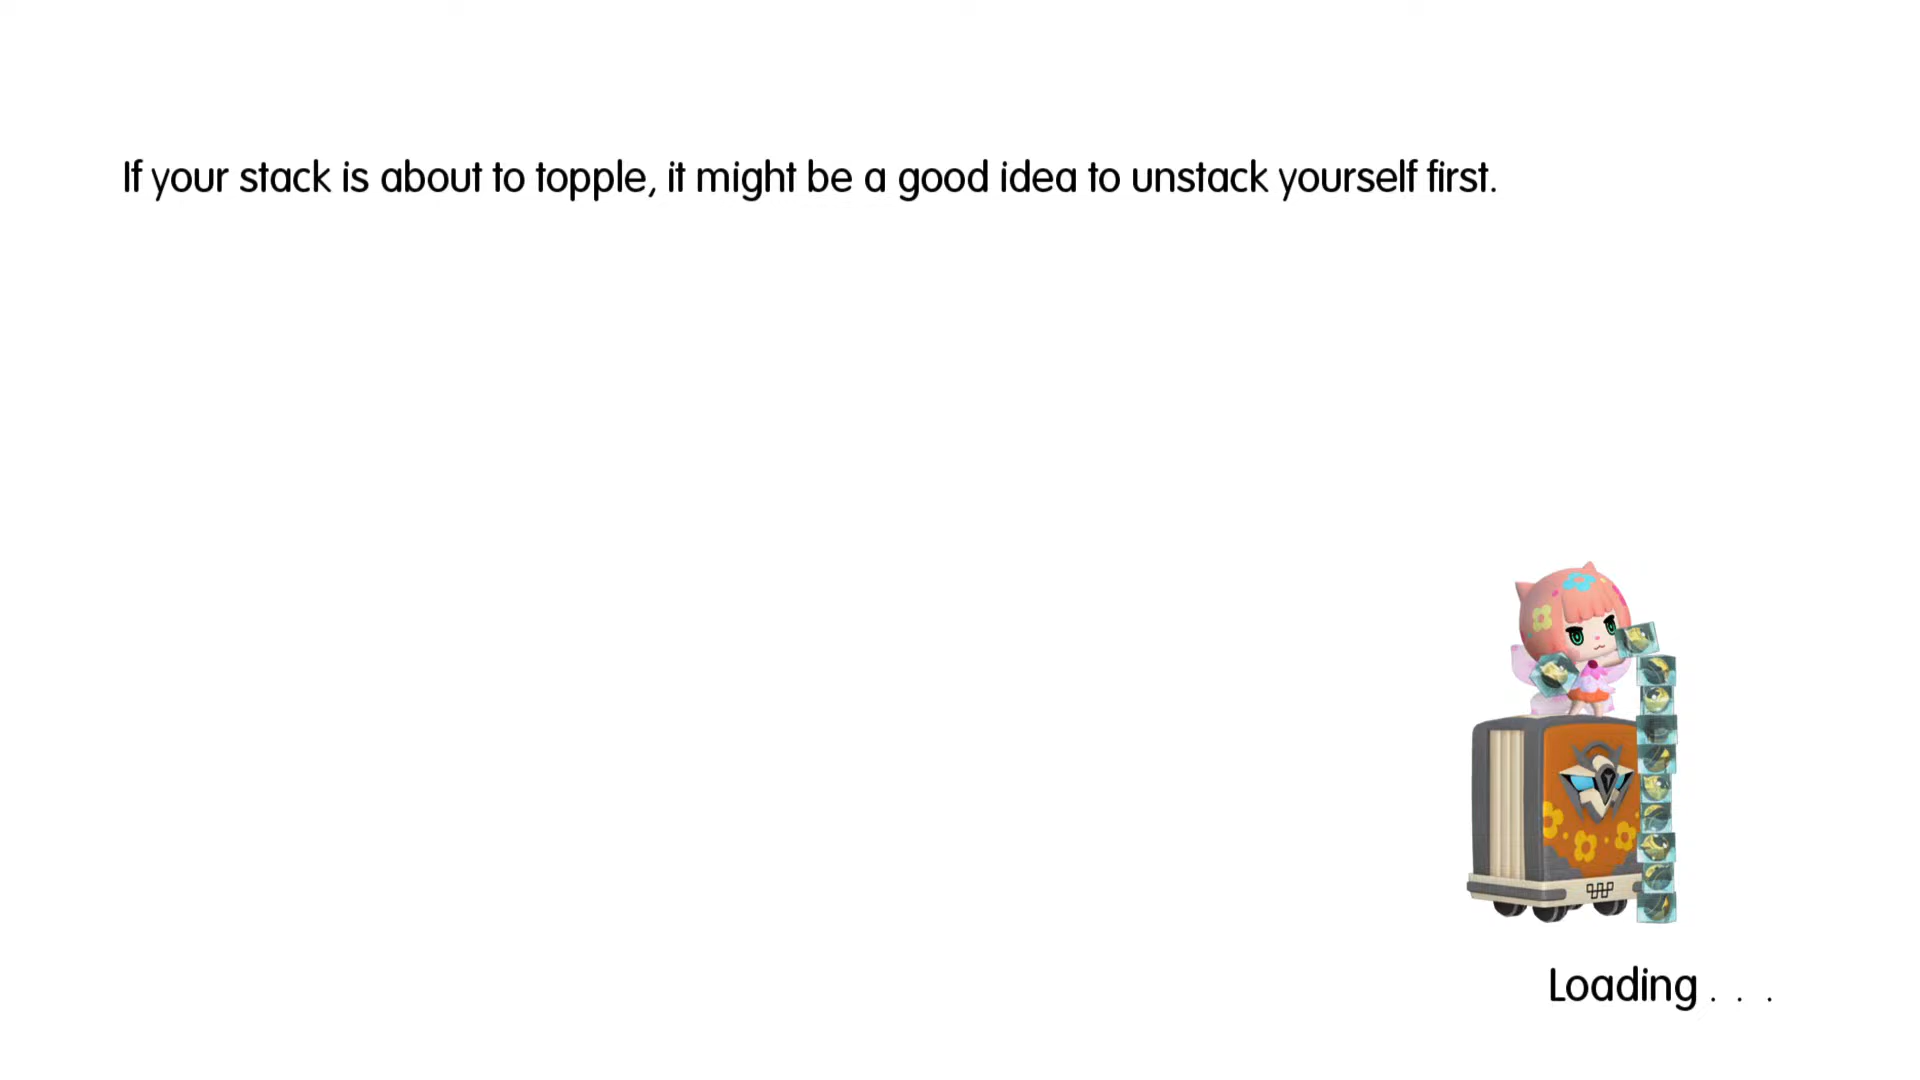 If your stack is about to topple, it might be a good idea to unstack yourself first.
Loading . . .